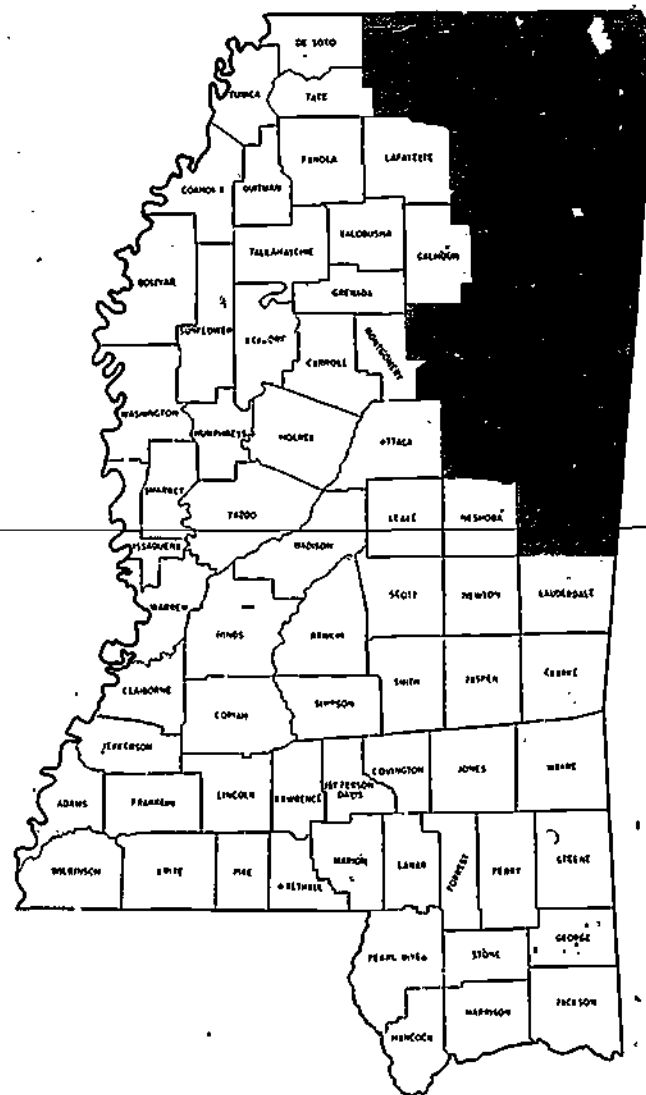 DE SOTO
TUNICA
TATE
PANOLA
LAFAYETTE
COAHOMA
QUITMAN
YALOBUSHA
TALLAHATCHIE
CALHOUN
BOLIVAR
GRENADA
SUNFLOWER
LEFLORE
CARROLL
MONTGOMERY
WASHINGTON
HUMPHREYS
HOLMES
ATTALA
SHARKEY
YAZOO
LEAKE
NESHOBA
ISSAQUENA
MADISON
WARREN
SCOTT
NEWTON
LAUDERDALE
HINDS
RANKIN
CLAIBORNE
SIMPSON
SMITH
JASPER
CLARKE
COPIAH
JEFFERSON
COVINGTON
JONES
WAYNE
ADAMS
FRANKLIN
LINCOLN
LAWRENCE
JEFFERSON
DAVIS
WILKINSON
AMITE
PIKE
WALTHALL
MARION
LAMAR
FORREST
PERRY
GREENE
PEARL RIVER
STONE
GEORGE
HANCOCK
HARRISON
JACKSON